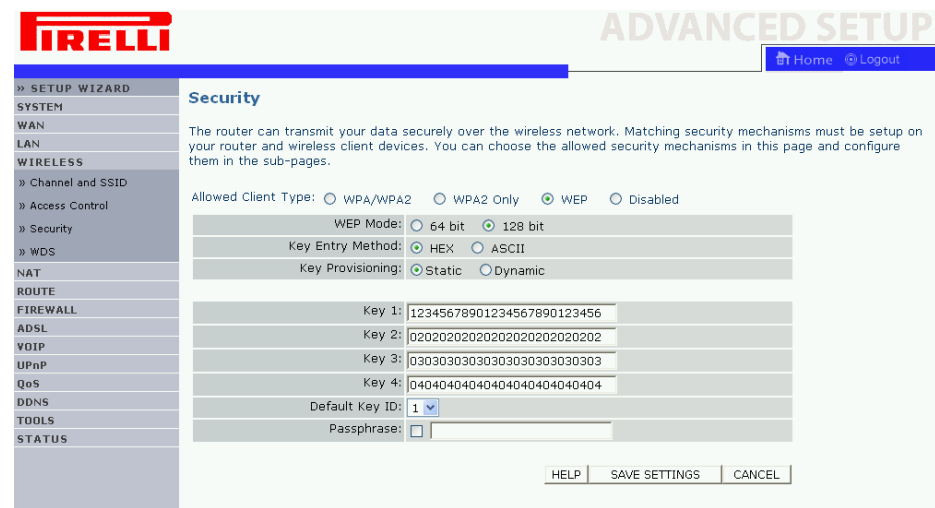 PIRELLI
ADVANCED SETUP
Home Logout
» SETUP WIZARD
SYSTEM
WAN
LAN
WIRELESS
» Channel and SSID
» Access Control
» Security
» WDS
NAT
ROUTE
FIREWALL
ADSL
VOIP
UPnP
QoS
DDNS
TOOLS
STATUS
Security
The router can transmit your data securely over the wireless network. Matching security mechanisms must be setup on
your router and wireless client devices. You can choose the allowed security mechanisms in this page and configure
them in the sub-pages.
Allowed Client Type: WPA/WPA2 WPA2 Only WEP Disabled
WEP Mode: 64 bit 128 bit
Key Entry Method: HEX ASCII
Key Provisioning: Static Dynamic
Key 1: 12345678901234567890123456
Key 2: 02020202020202020202020202
Key 3: 03030303030303030303030303
Key 4: 04040404040404040404040404
Default Key ID: 1
Passphrase:
HELP SAVE SETTINGS CANCEL